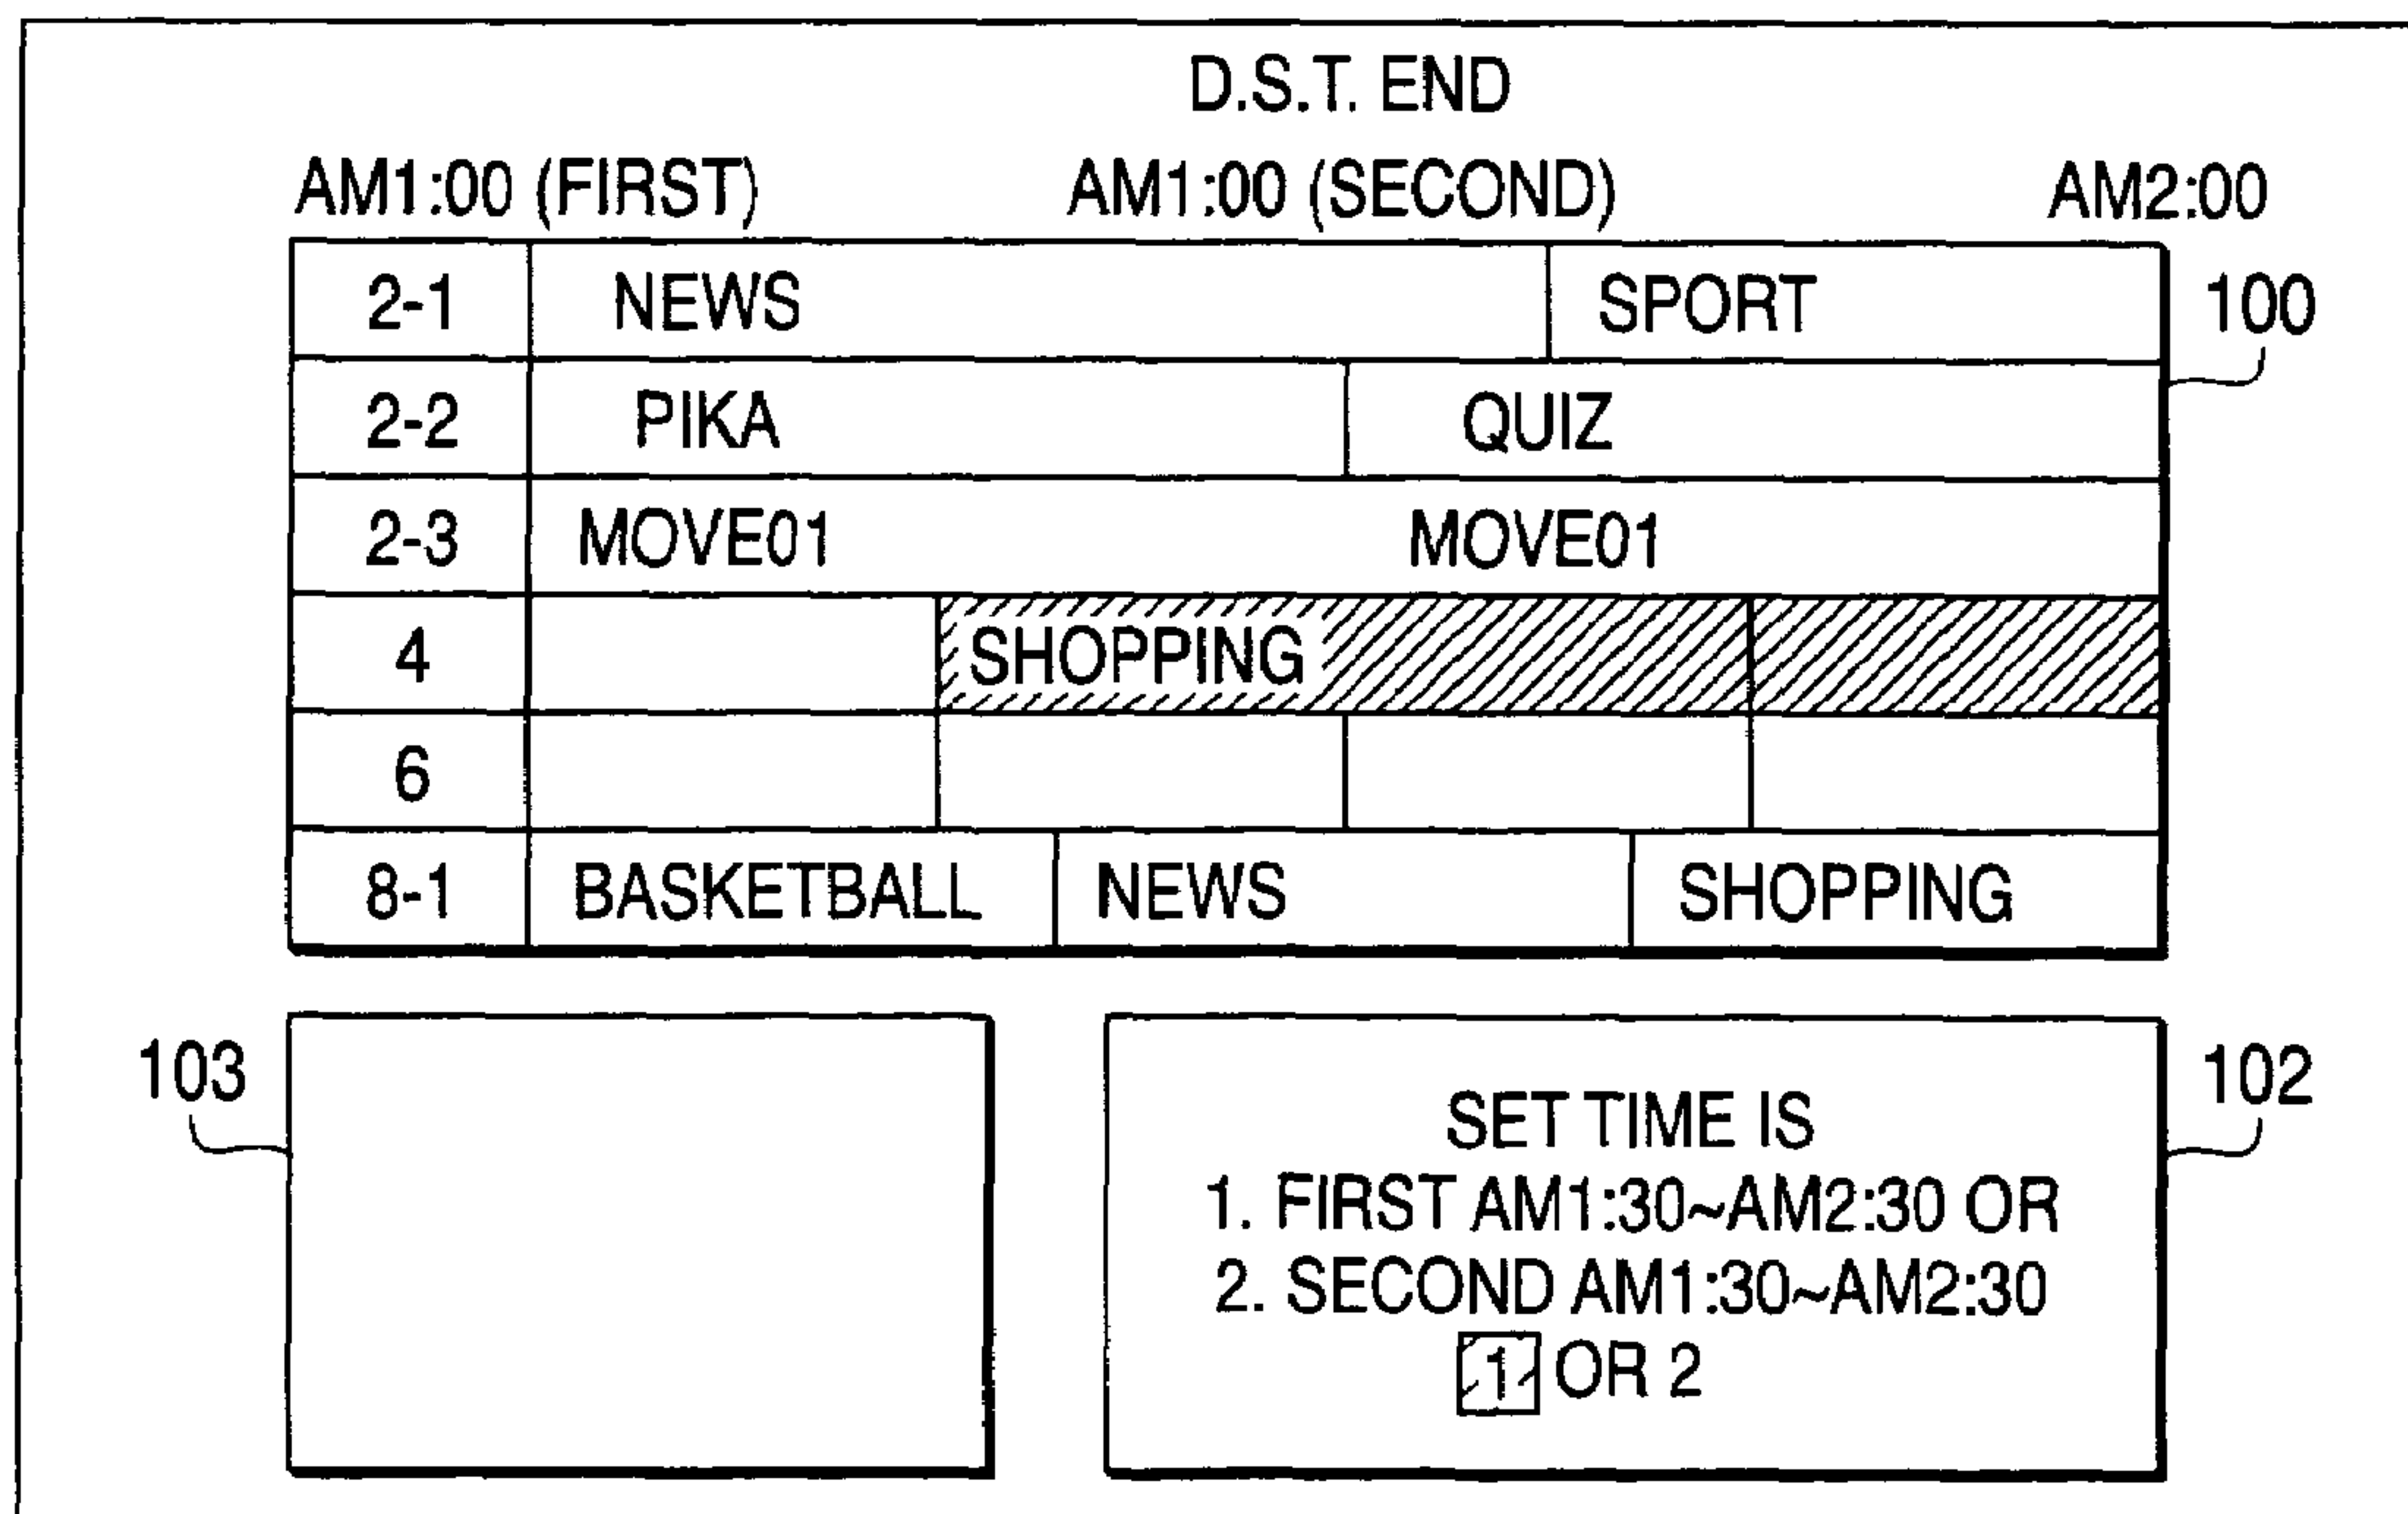 D.S.T. END
AM1:00 (FIRST) AM1:00 (SECOND) AM2:00
2-1 NEWS SPORT
100
2-2 PIKA QUIZ
2-3 MOVE01 MOVE01
4 SHOPPING
6
8-1 BASKETBALL NEWS SHOPPING
103
102
SET TIME IS
1. FIRST AM1:30~AM2:30 OR
2. SECOND AM1:30~AM2:30
1 OR 2